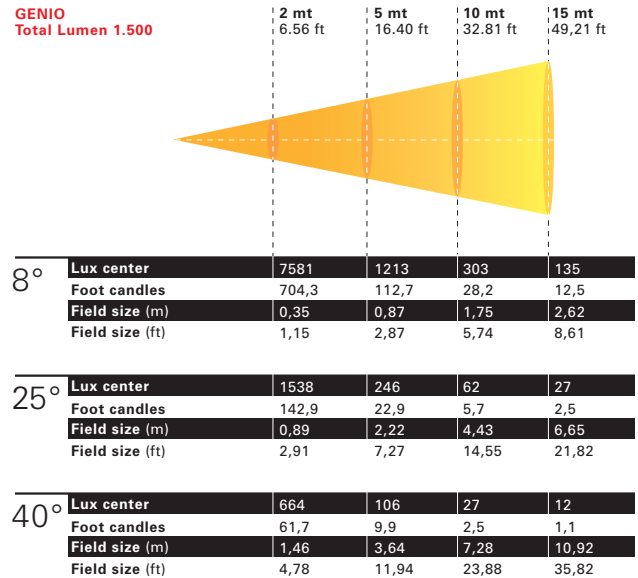 GENIO 2 mt 5 mt 10 mt 15 mt
Total Lumen 1.500 6.56 ft 16.40 ft 32.81 ft 49,21 ft
8°
Lux center 7581 1213 303 135
Foot candles 704,3 112,7 28,2 12,5
Field size (m) 0,35 0,87 1,75 2,62
Field size (ft) 1,15 2,87 5,74 8,61
25°
Lux center 1538 246 62 27
Foot candles 142,9 22,9 5,7 2,5
Field size (m) 0,89 2,22 4,43 6,65
Field size (ft) 2,91 7,27 14,55 21,82
40°
Lux center 664 106 27 12
Foot candles 61,7 9,9 2,5 1,1
Field size (m) 1,46 3,64 7,28 10,92
Field size (ft) 4,78 11,94 23,88 35,82